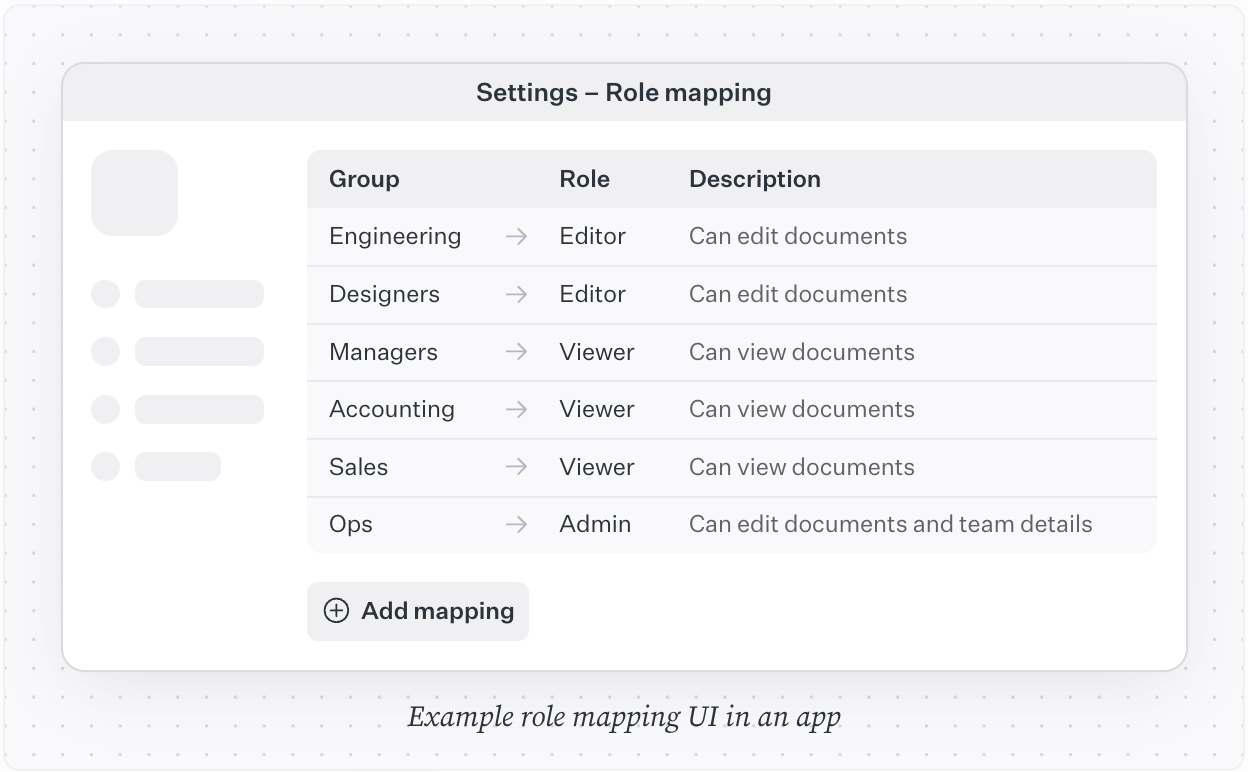 Settings – Role mapping
Group Role Description
Engineering → Editor Can edit documents
Designers → Editor Can edit documents
Managers → Viewer Can view documents
Accounting → Viewer Can view documents
Sales → Viewer Can view documents
Ops → Admin Can edit documents and team details
Add mapping
Example role mapping UI in an app